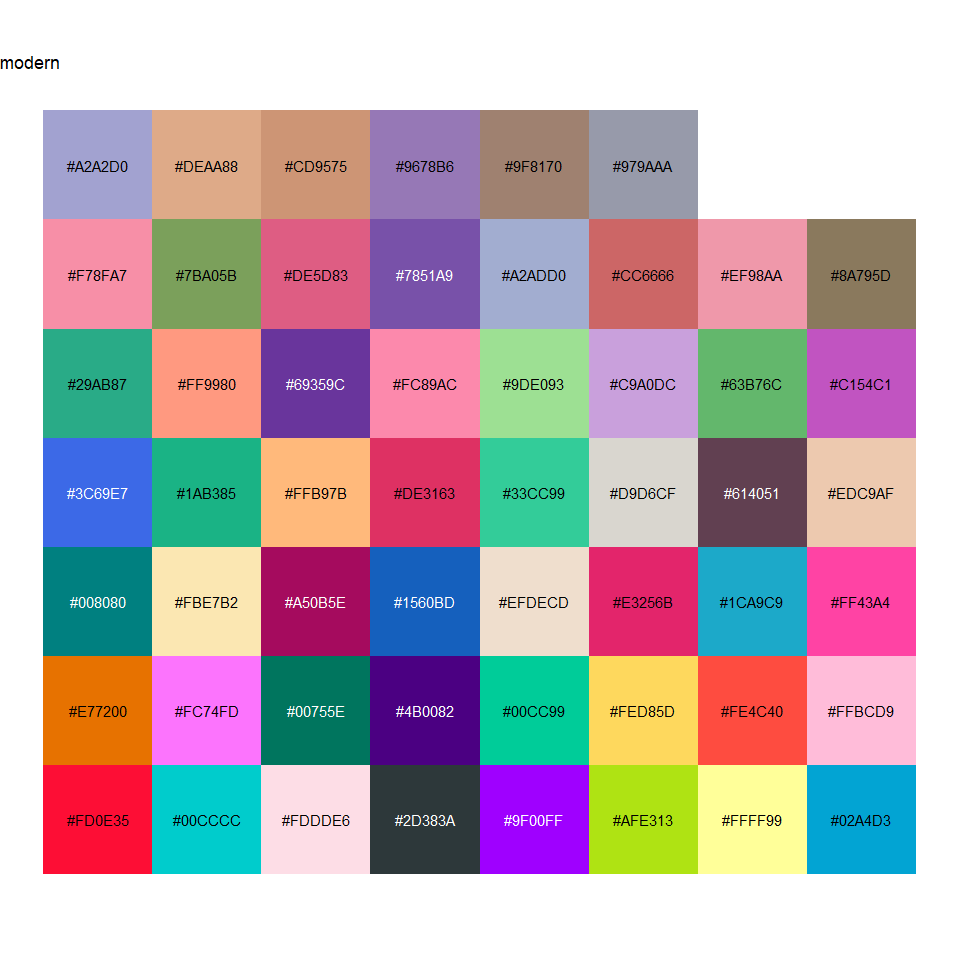 modern
#A2A2D0 #DEAA88 #CD9575 #9678B6 #9F8170 #979AAA
#F78FA7 #7BA05B #DE5D83 #7851A9 #A2ADD0 #CC6666 #EF98AA #8A795D
#29AB87 #FF9980 #69359C #FC89AC #9DE093 #C9A0DC #63B76C #C154C1
#3C69E7 #1AB385 #FFB97B #DE3163 #33CC99 #D9D6CF #614051 #EDC9AF
#008080 #FBE7B2 #A50B5E #1560BD #EFDECD #E3256B #1CA9C9 #FF43A4
#E77200 #FC74FD #00755E #4B0082 #00CC99 #FED85D #FE4C40 #FFBCD9
#FD0E35 #00CCCC #FDDDE6 #2D383A #9F00FF #AFE313 #FFFF99 #02A4D3